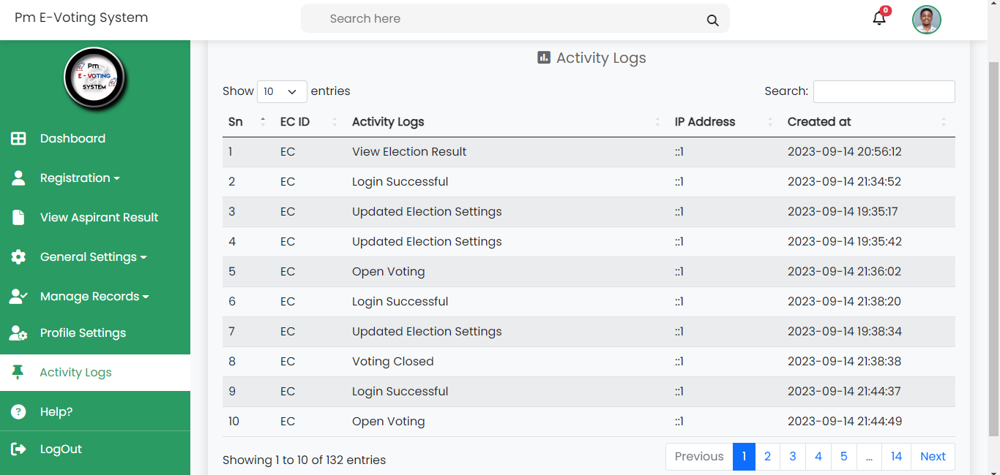 Pm E-Voting System
Search here
0
Pm
E - VOTING
SYSTEM
Dashboard
Registration
View Aspirant Result
General Settings
Manage Records
Profile Settings
Activity Logs
Help?
LogOut
Activity Logs
Show 10 entries
Search:
Sn EC ID Activity Logs IP Address Created at
1 EC View Election Result ::1 2023-09-14 20:56:12
2 EC Login Successful ::1 2023-09-14 21:34:52
3 EC Updated Election Settings ::1 2023-09-14 19:35:17
4 EC Updated Election Settings ::1 2023-09-14 19:35:42
5 EC Open Voting ::1 2023-09-14 21:36:02
6 EC Login Successful ::1 2023-09-14 21:38:20
7 EC Updated Election Settings ::1 2023-09-14 19:38:34
8 EC Voting Closed ::1 2023-09-14 21:38:38
9 EC Login Successful ::1 2023-09-14 21:44:37
10 EC Open Voting ::1 2023-09-14 21:44:49
Showing 1 to 10 of 132 entries
Previous 1 2 3 4 5 ... 14 Next